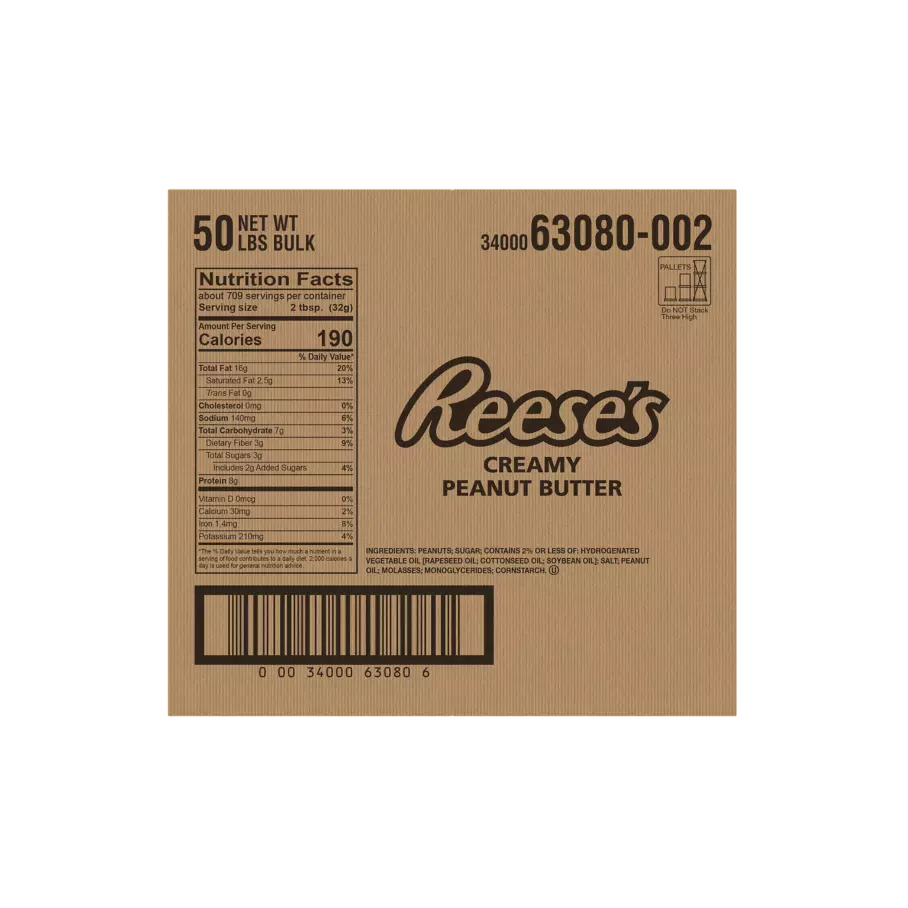 50 NET WT
LBS BULK
34000 63080-002
PALLETS
Do NOT Stack
Three High
Nutrition Facts
about 709 servings per container
Serving size 2 tbsp. (32g)
Amount Per Serving
Calories 190
% Daily Value*
Total Fat 16g 20%
Saturated Fat 2.5g 13%
Trans Fat 0g
Cholesterol 0mg 0%
Sodium 140mg 6%
Total Carbohydrate 7g 3%
Dietary Fiber 3g 9%
Total Sugars 3g
Includes 2g Added Sugars 4%
Protein 8g
Vitamin D 0mcg 0%
Calcium 30mg 2%
Iron 1.4mg 8%
Potassium 210mg 4%
*The % Daily Value tells you how much a nutrient in a
serving of food contributes to a daily diet. 2,000 calories a
day is used for general nutrition advice.
Reese's
CREAMY
PEANUT BUTTER
INGREDIENTS: PEANUTS; SUGAR; CONTAINS 2% OR LESS OF: HYDROGENATED
VEGETABLE OIL [RAPESEED OIL; COTTONSEED OIL; SOYBEAN OIL]; SALT; PEANUT
OIL; MOLASSES; MONOGLYCERIDES; CORNSTARCH. Ⓤ
0 00 34000 63080 6